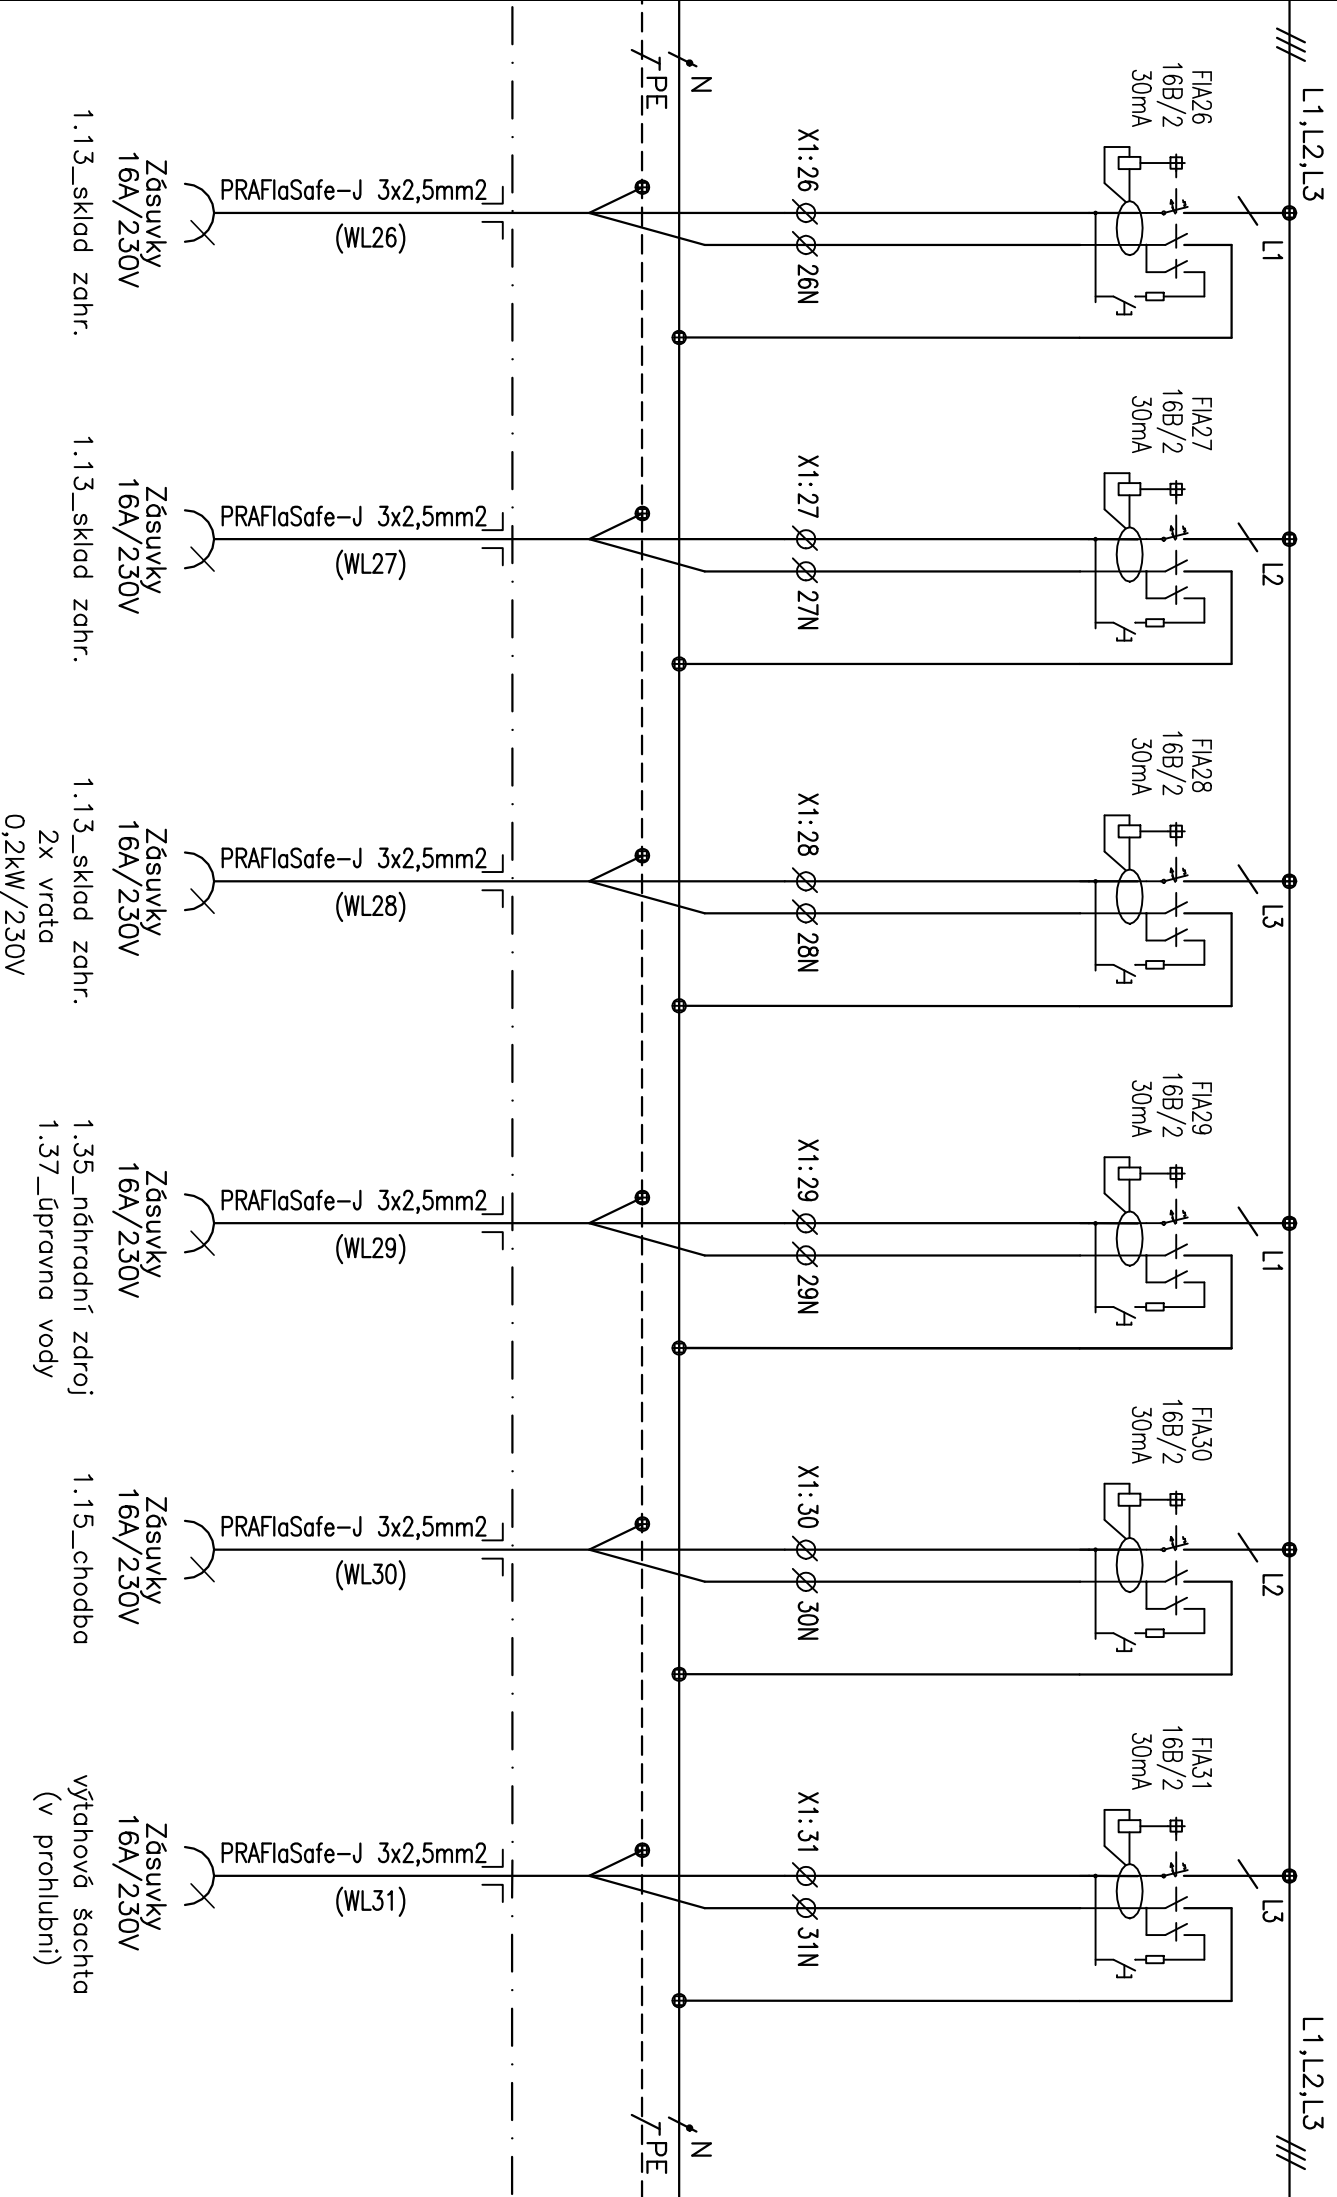 L1,L2,L3
L1,L2,L3
FIA26
16B/2
30mA
L1
X1:26
26N
N
PE
PRAFlaSafe-J 3x2,5mm2
(WL26)
Zásuvky
16A/230V
1.13_sklad zahr.
FIA27
16B/2
30mA
L2
X1:27
27N
PRAFlaSafe-J 3x2,5mm2
(WL27)
Zásuvky
16A/230V
1.13_sklad zahr.
FIA28
16B/2
30mA
L3
X1:28
28N
PRAFlaSafe-J 3x2,5mm2
(WL28)
Zásuvky
16A/230V
1.13_sklad zahr.
2x vrata
0,2kW/230V
FIA29
16B/2
30mA
L1
X1:29
29N
PRAFlaSafe-J 3x2,5mm2
(WL29)
Zásuvky
16A/230V
1.35_náhradní zdroj
1.37_úpravna vody
FIA30
16B/2
30mA
L2
X1:30
30N
PRAFlaSafe-J 3x2,5mm2
(WL30)
Zásuvky
16A/230V
1.15_chodba
FIA31
16B/2
30mA
L3
X1:31
31N
N
PE
PRAFlaSafe-J 3x2,5mm2
(WL31)
Zásuvky
16A/230V
výtahová šachta
(v prohlubni)